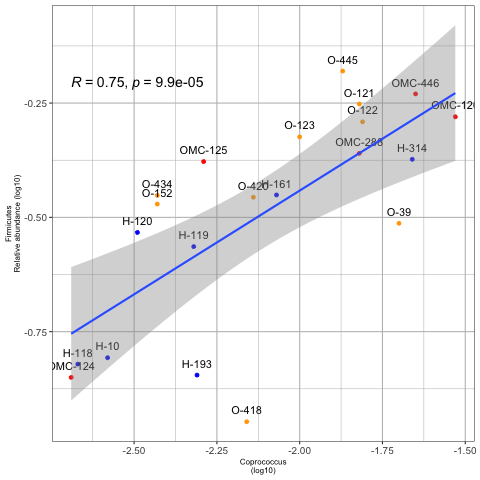 O-445
OMC-446
R = 0.75, p = 9.9e-05
O-121
-0.25
OMC-120
O-122
O-123
OMC-125
OMC-286
H-314
O-434
O-420
H-161
O-152
-0.50
O-39
H-120
H-119
Firmicutes
Relative abundance (log10)
-0.75
H-10
H-118
OMC-124
H-193
O-418
-2.50
-2.25
-2.00
-1.75
-1.50
Coprococcus
(log10)